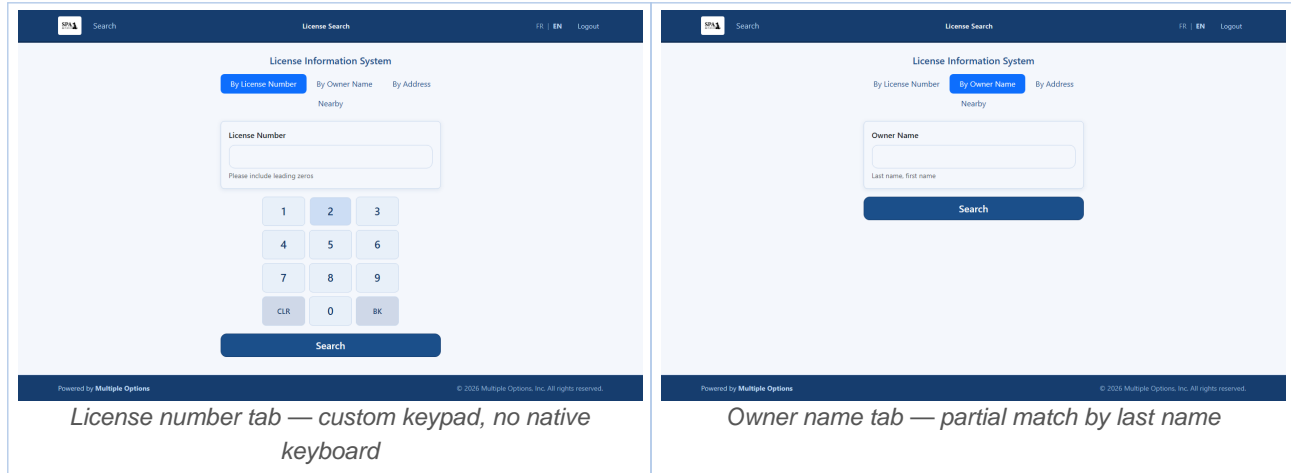 SPA Search License Search FR | EN Logout
License Information System
By License Number By Owner Name By Address
Nearby
License Number
Please include leading zeros
1 2 3
4 5 6
7 8 9
CLR 0 BK
Search
Powered by Multiple Options © 2026 Multiple Options, Inc. All rights reserved.
License number tab — custom keypad, no native
keyboard
SPA Search License Search FR | EN Logout
License Information System
By License Number By Owner Name By Address
Nearby
Owner Name
Last name, first name
Search
Powered by Multiple Options © 2026 Multiple Options, Inc. All rights reserved.
Owner name tab — partial match by last name